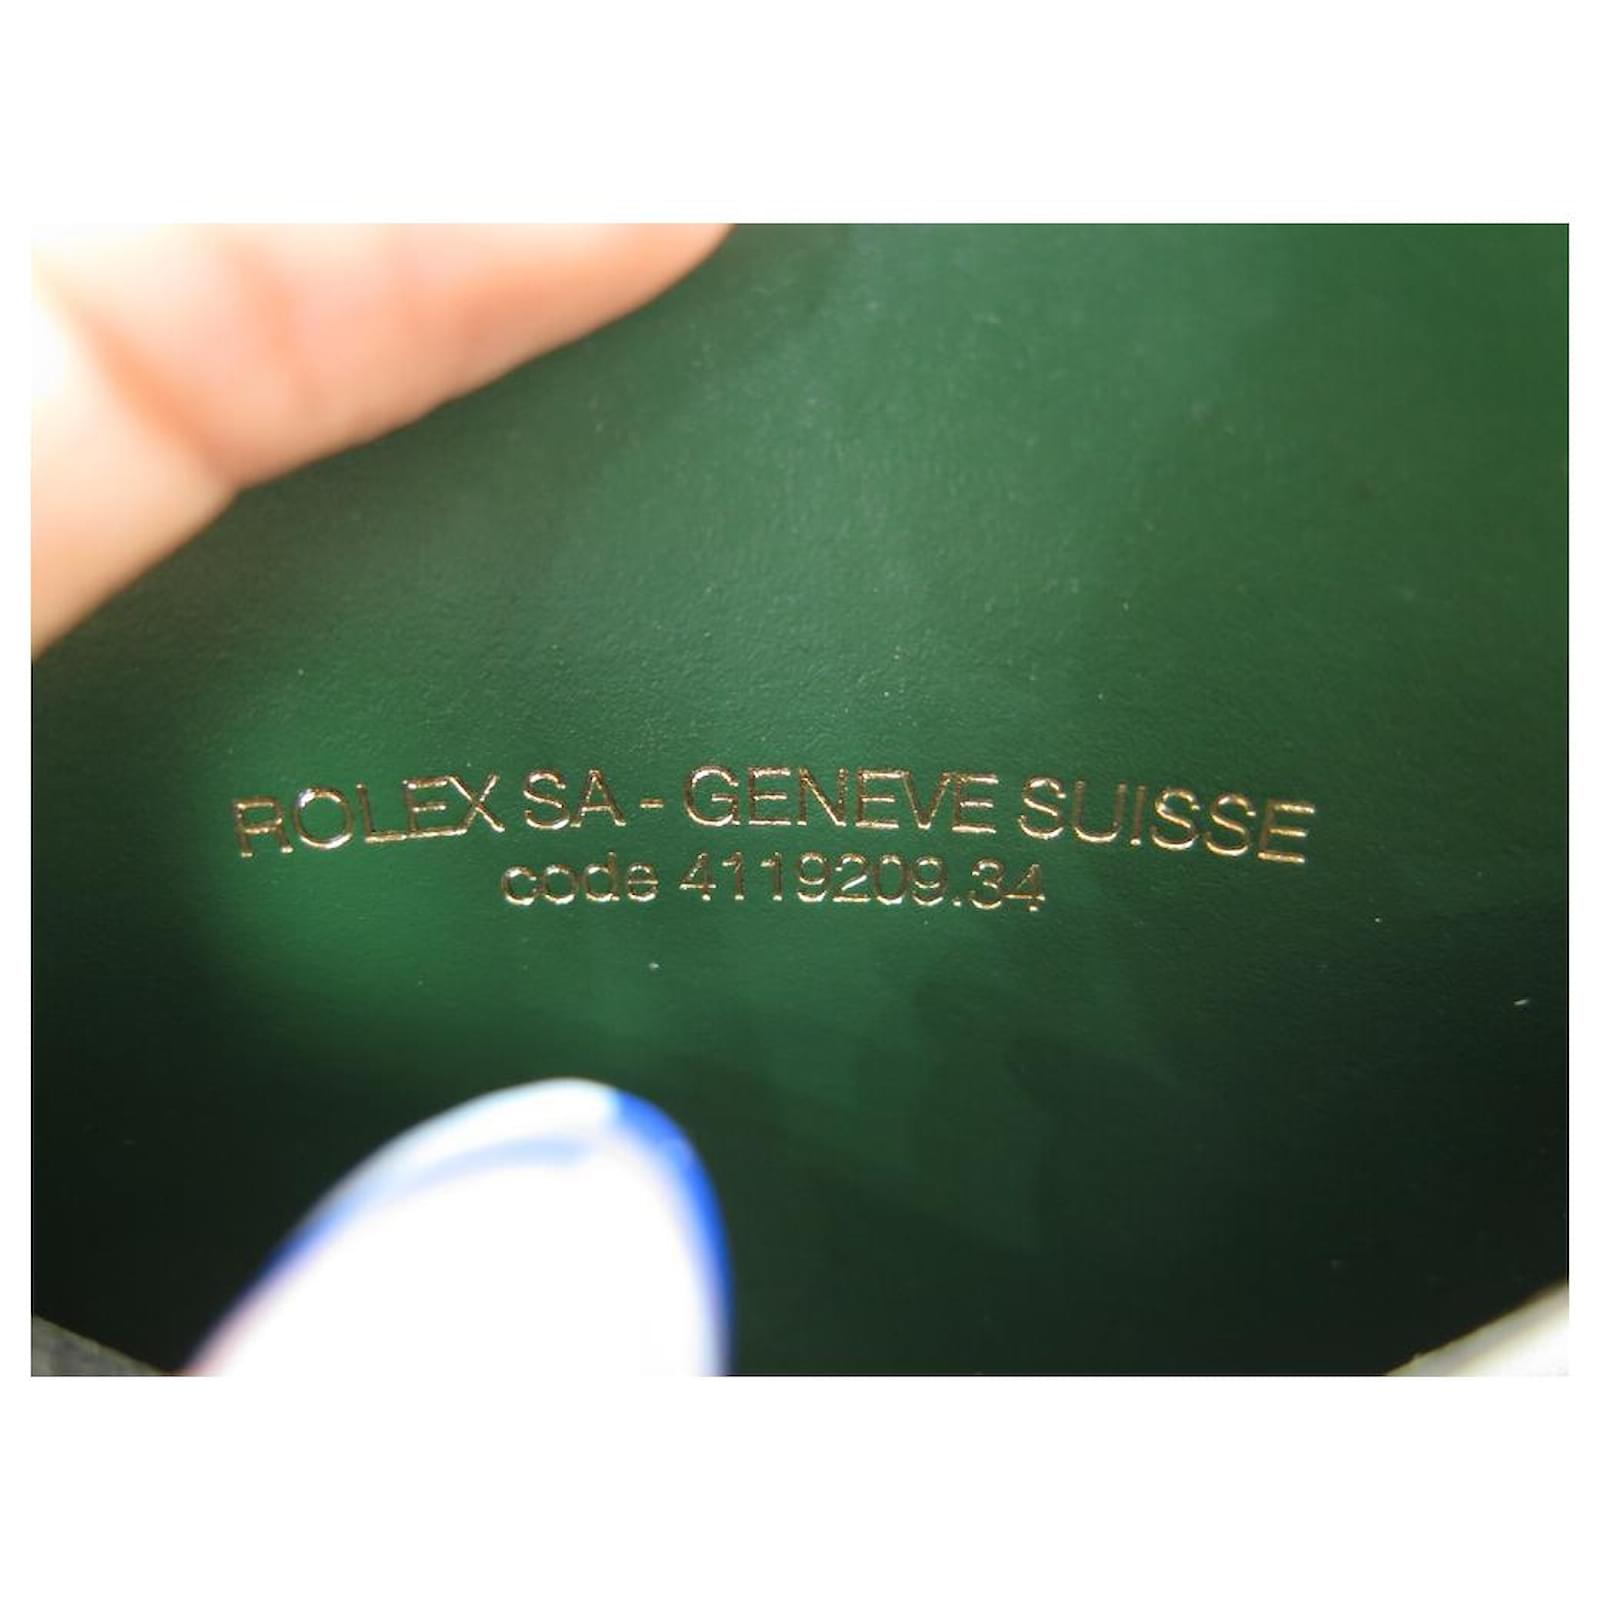 ROLEX SA - GENEVE SUISSE
code 4119209.34